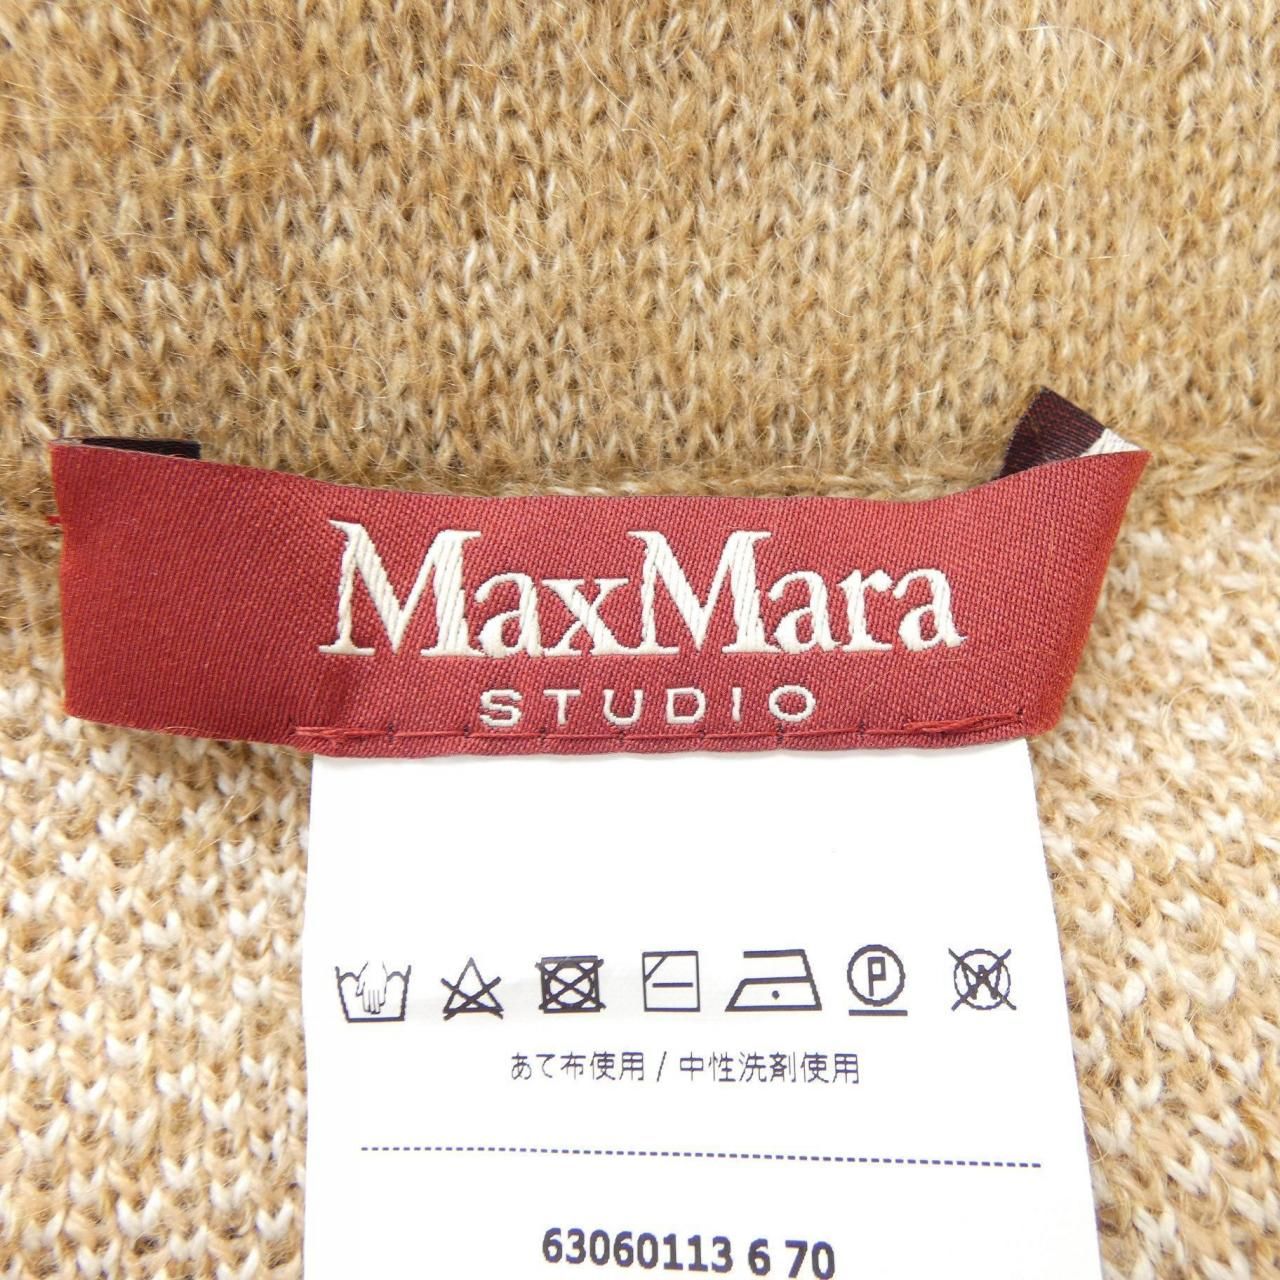 MaxMara
STUDIO
P W
あて布使用 / 中性洗剤使用
63060113 6 70